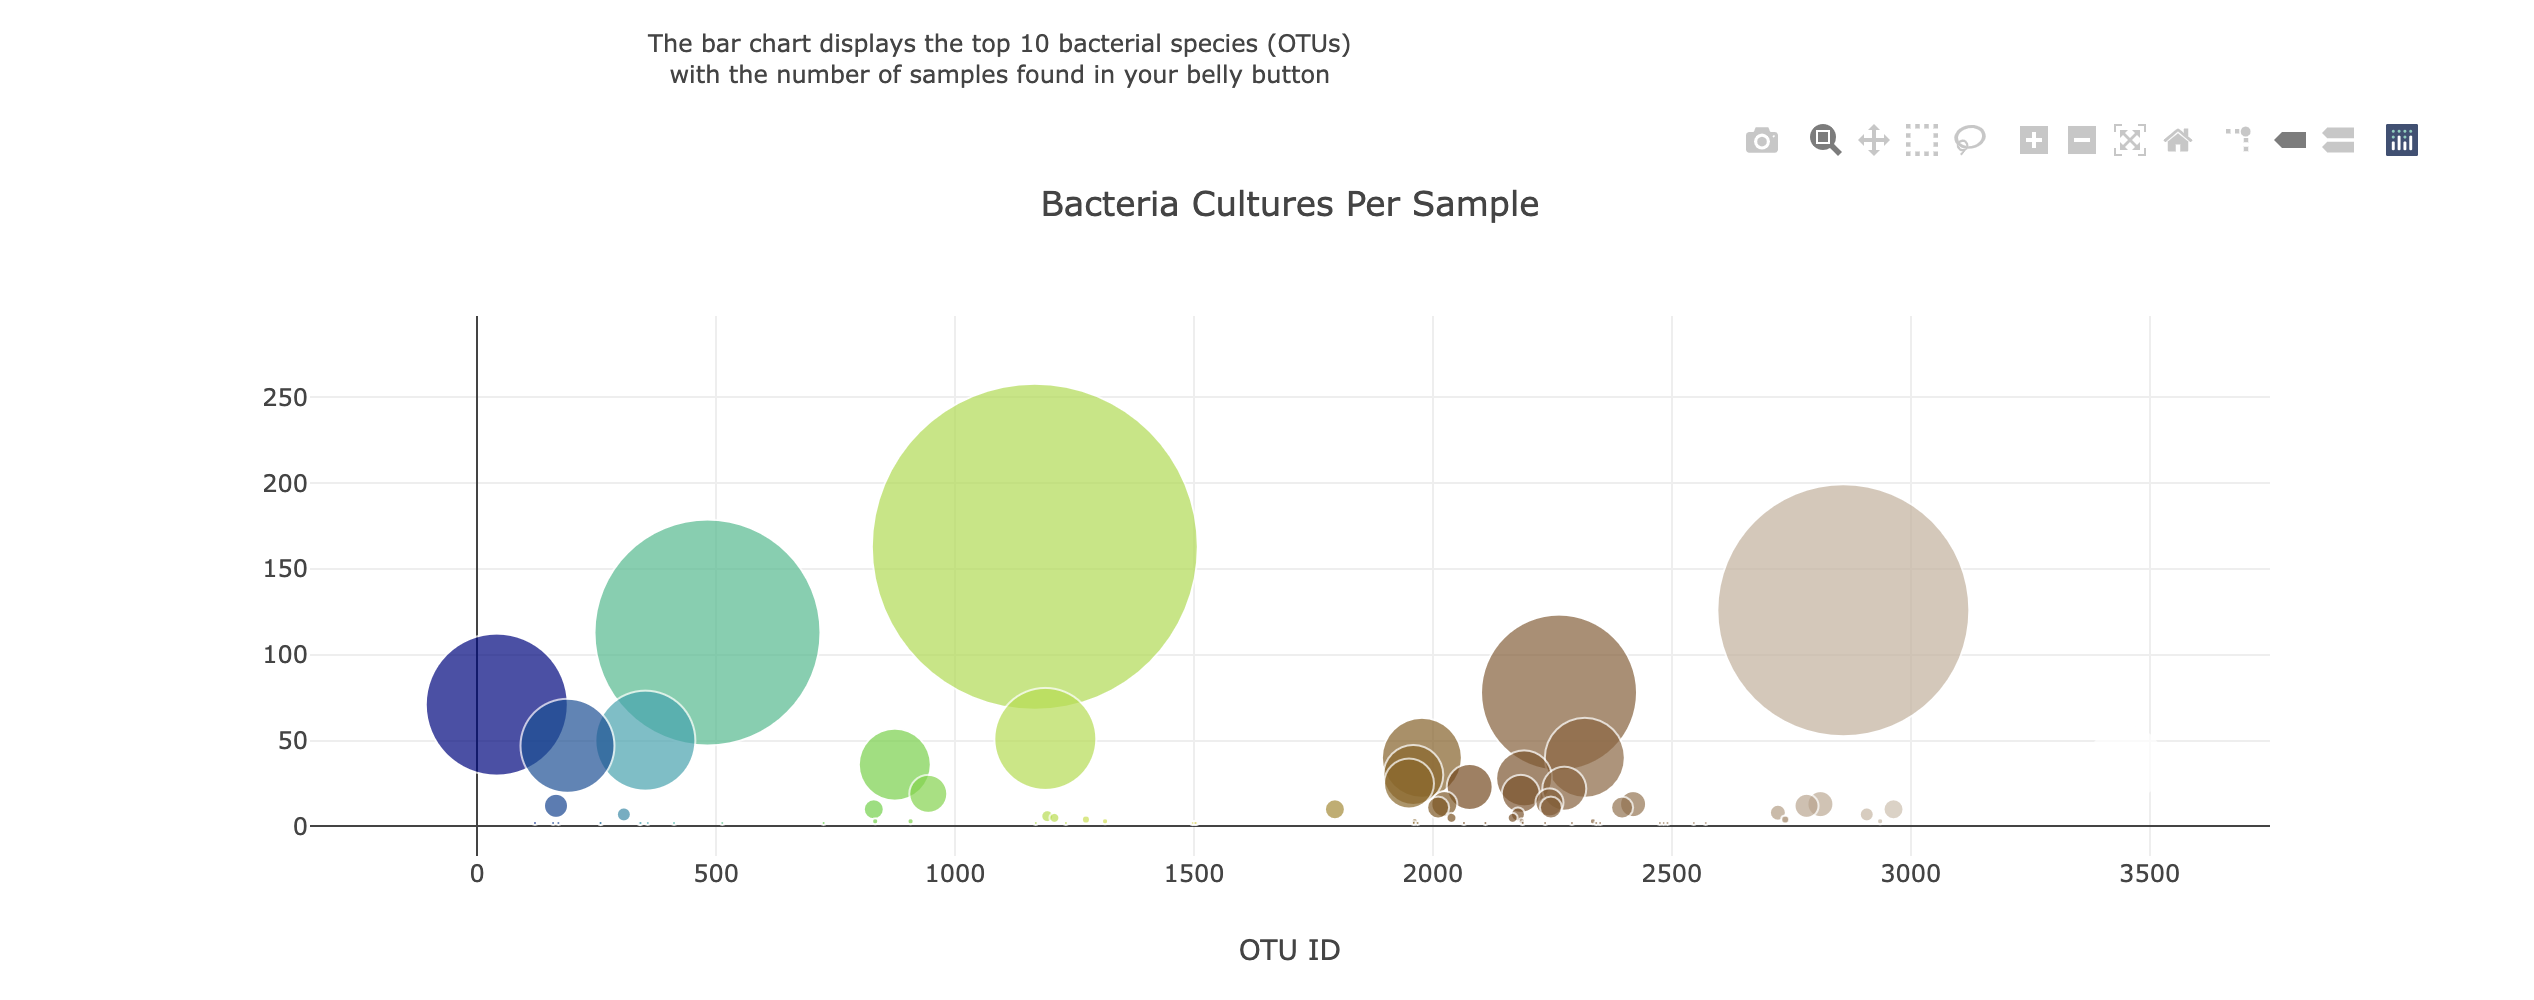 The bar chart displays the top 10 bacterial species (OTUs)
with the number of samples found in your belly button
Bacteria Cultures Per Sample
250
200
150
100
50
0
0 500 1000 1500 2000 2500 3000 3500
OTU ID